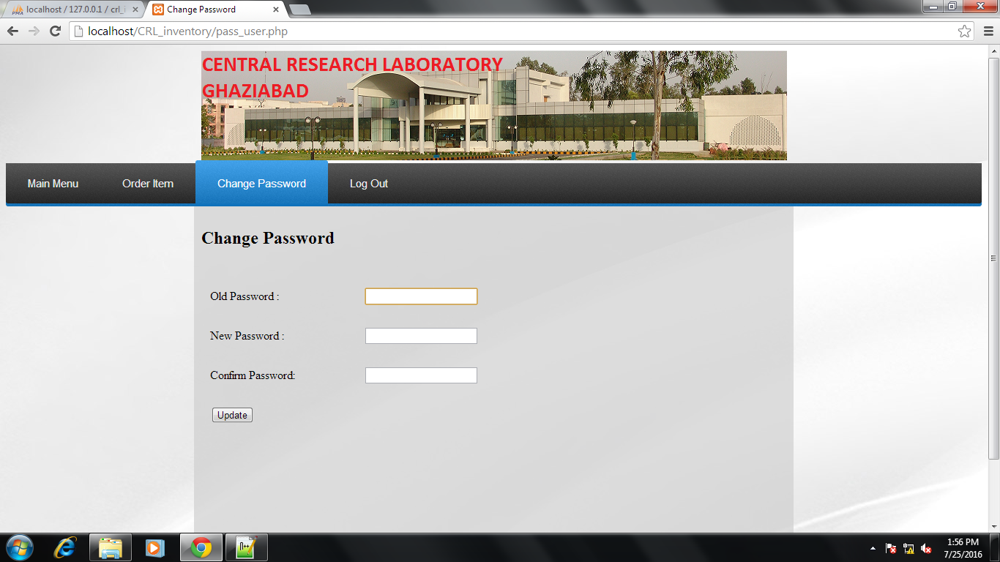 localhost / 127.0.0.1 / crl_i
Change Password
localhost/CRL_inventory/pass_user.php
CENTRAL RESEARCH LABORATORY
GHAZIABAD
Main Menu
Order Item
Change Password
Log Out
Change Password
Old Password :
New Password :
Confirm Password:
Update
1:56 PM
7/25/2016